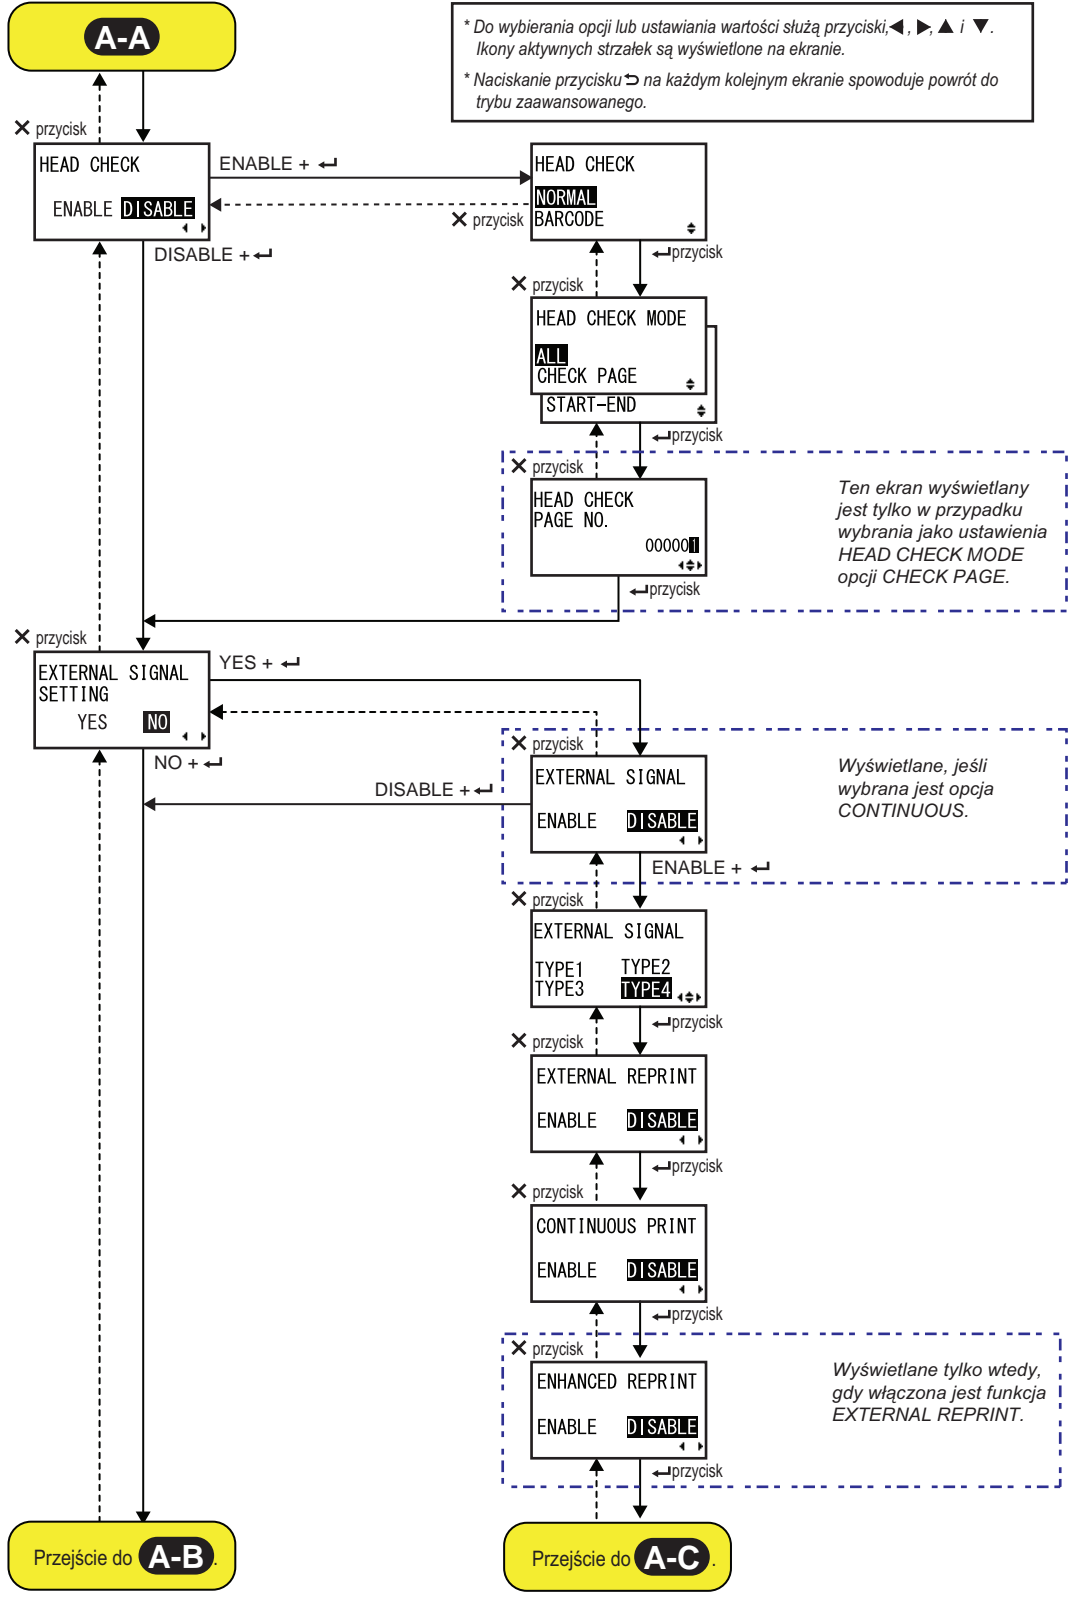 A-A
* Do wybierania opcji lub ustawiania wartości służą przyciski,◀ , ▶, ▲ i ▼.
Ikony aktywnych strzałek są wyświetlone na ekranie.
* Naciskanie przycisku ⮌ na każdym kolejnym ekranie spowoduje powrót do
trybu zaawansowanego.
✕ przycisk
HEAD CHECK
ENABLE DISABLE
ENABLE + ↵
✕ przycisk
DISABLE + ↵
HEAD CHECK
NORMAL
BARCODE
↵przycisk
✕ przycisk
HEAD CHECK MODE
ALL
CHECK PAGE
START-END
↵przycisk
✕ przycisk
HEAD CHECK
PAGE NO.
000001
↵przycisk
Ten ekran wyświetlany
jest tylko w przypadku
wybrania jako ustawienia
HEAD CHECK MODE
opcji CHECK PAGE.
✕ przycisk
EXTERNAL SIGNAL
SETTING
YES NO
YES + ↵
NO + ↵
DISABLE + ↵
✕ przycisk
EXTERNAL SIGNAL
ENABLE DISABLE
Wyświetlane, jeśli
wybrana jest opcja
CONTINUOUS.
ENABLE + ↵
✕ przycisk
EXTERNAL SIGNAL
TYPE1 TYPE2
TYPE3 TYPE4
↵przycisk
✕ przycisk
EXTERNAL REPRINT
ENABLE DISABLE
↵przycisk
✕ przycisk
CONTINUOUS PRINT
ENABLE DISABLE
↵przycisk
✕ przycisk
ENHANCED REPRINT
ENABLE DISABLE
↵przycisk
Wyświetlane tylko wtedy,
gdy włączona jest funkcja
EXTERNAL REPRINT.
Przejście do A-B.
Przejście do A-C.